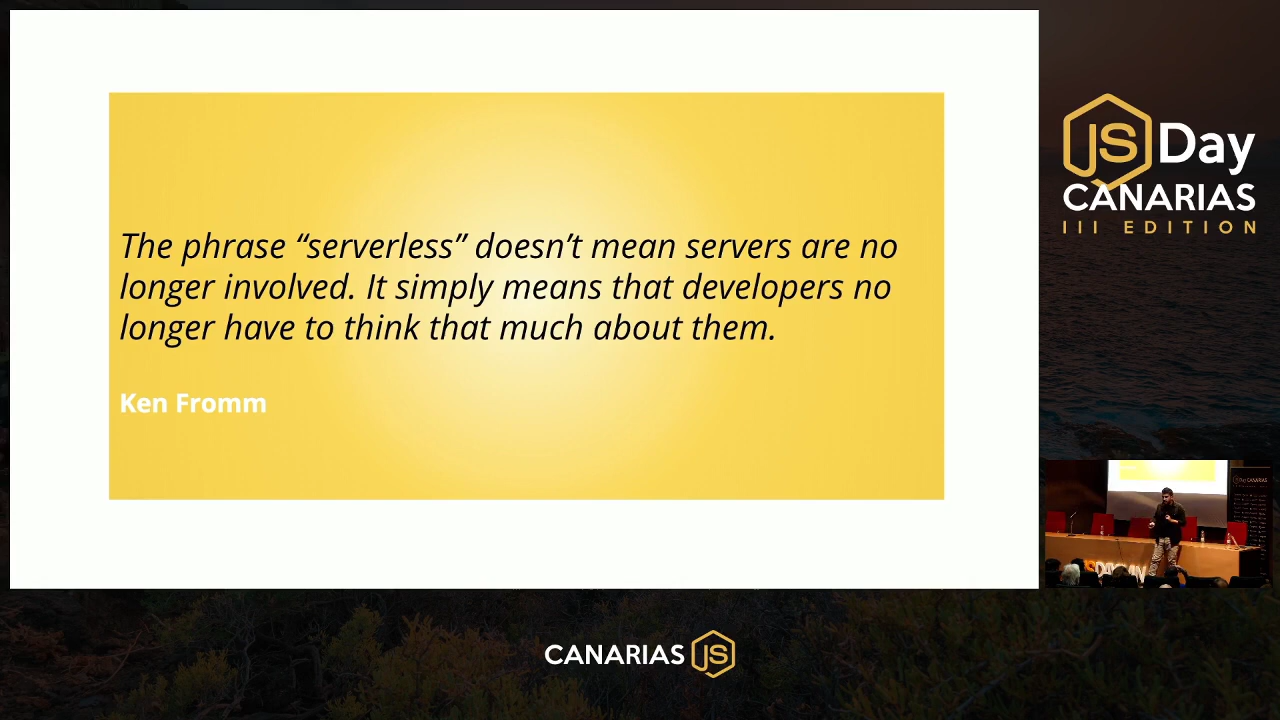 The phrase “serverless” doesn’t mean servers are no
longer involved. It simply means that developers no
longer have to think that much about them.
Ken Fromm
JS Day
CANARIAS
III EDITION
CANARIAS JS